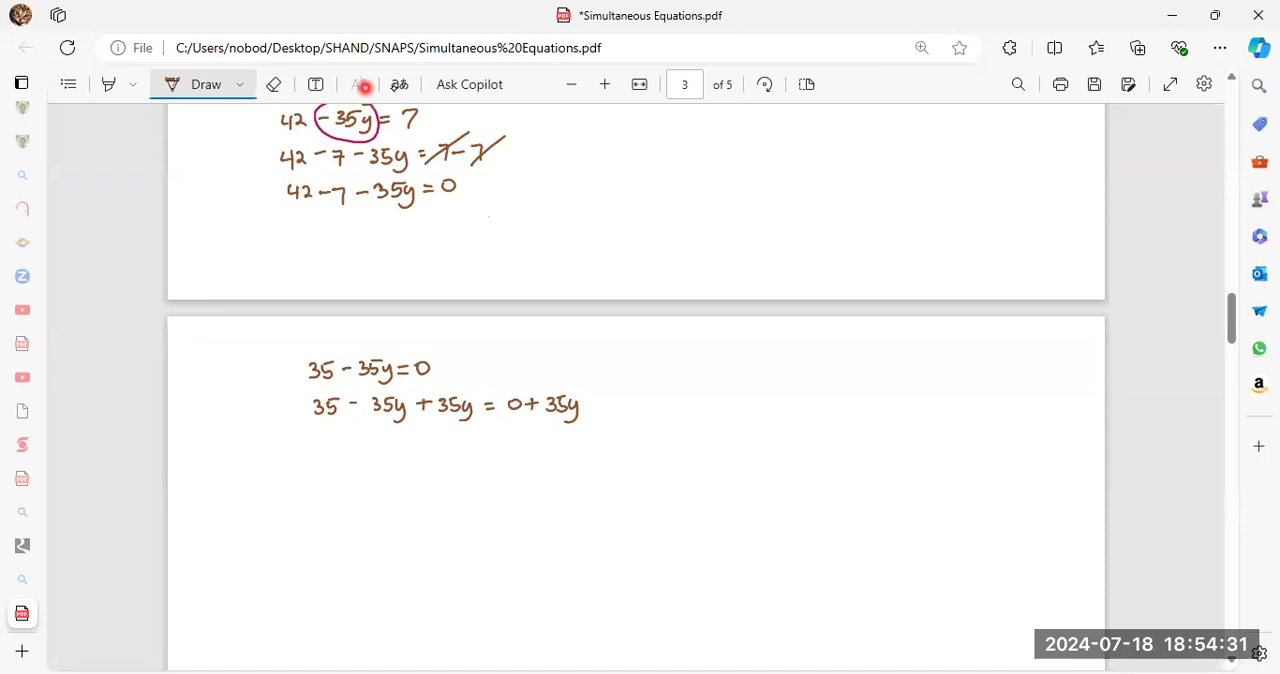 *Simultaneous Equations.pdf
File C:/Users/nobod/Desktop/SHAND/SNAPS/Simultaneous%20Equations.pdf
Draw Ask Copilot 3 of 5
42 - 35y = 7
42 - 7 - 35y = 7 - 7
42 - 7 - 35y = 0
35 - 35y = 0
35 - 35y + 35y = 0 + 35y
2024-07-18 18:54:31